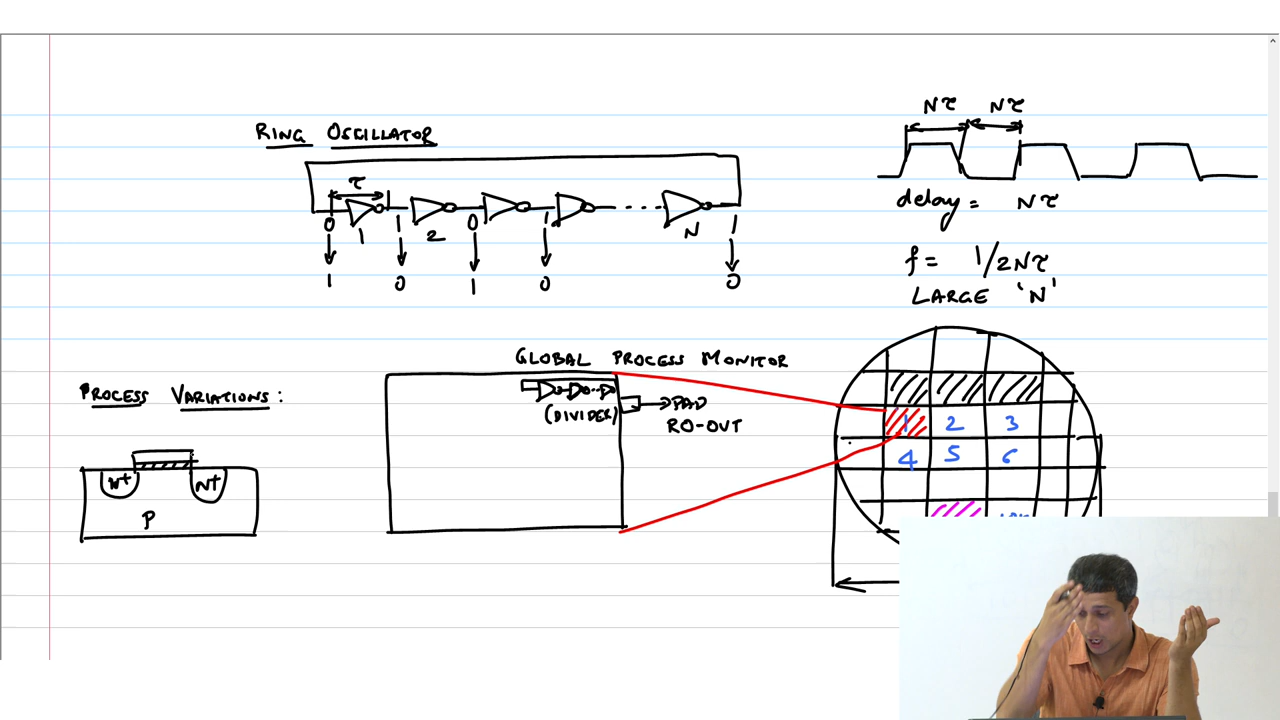 RING OSCILLATOR
τ
0 1 0 1 1
1 2 N
1 0 1 0 0
Nτ Nτ
delay = Nτ
f = 1/2Nτ
LARGE 'N'
PROCESS VARIATIONS :
N+ N+
P
GLOBAL PROCESS MONITOR
(DIVIDER)
PAD
RO-OUT
1 2 3
4 5 6